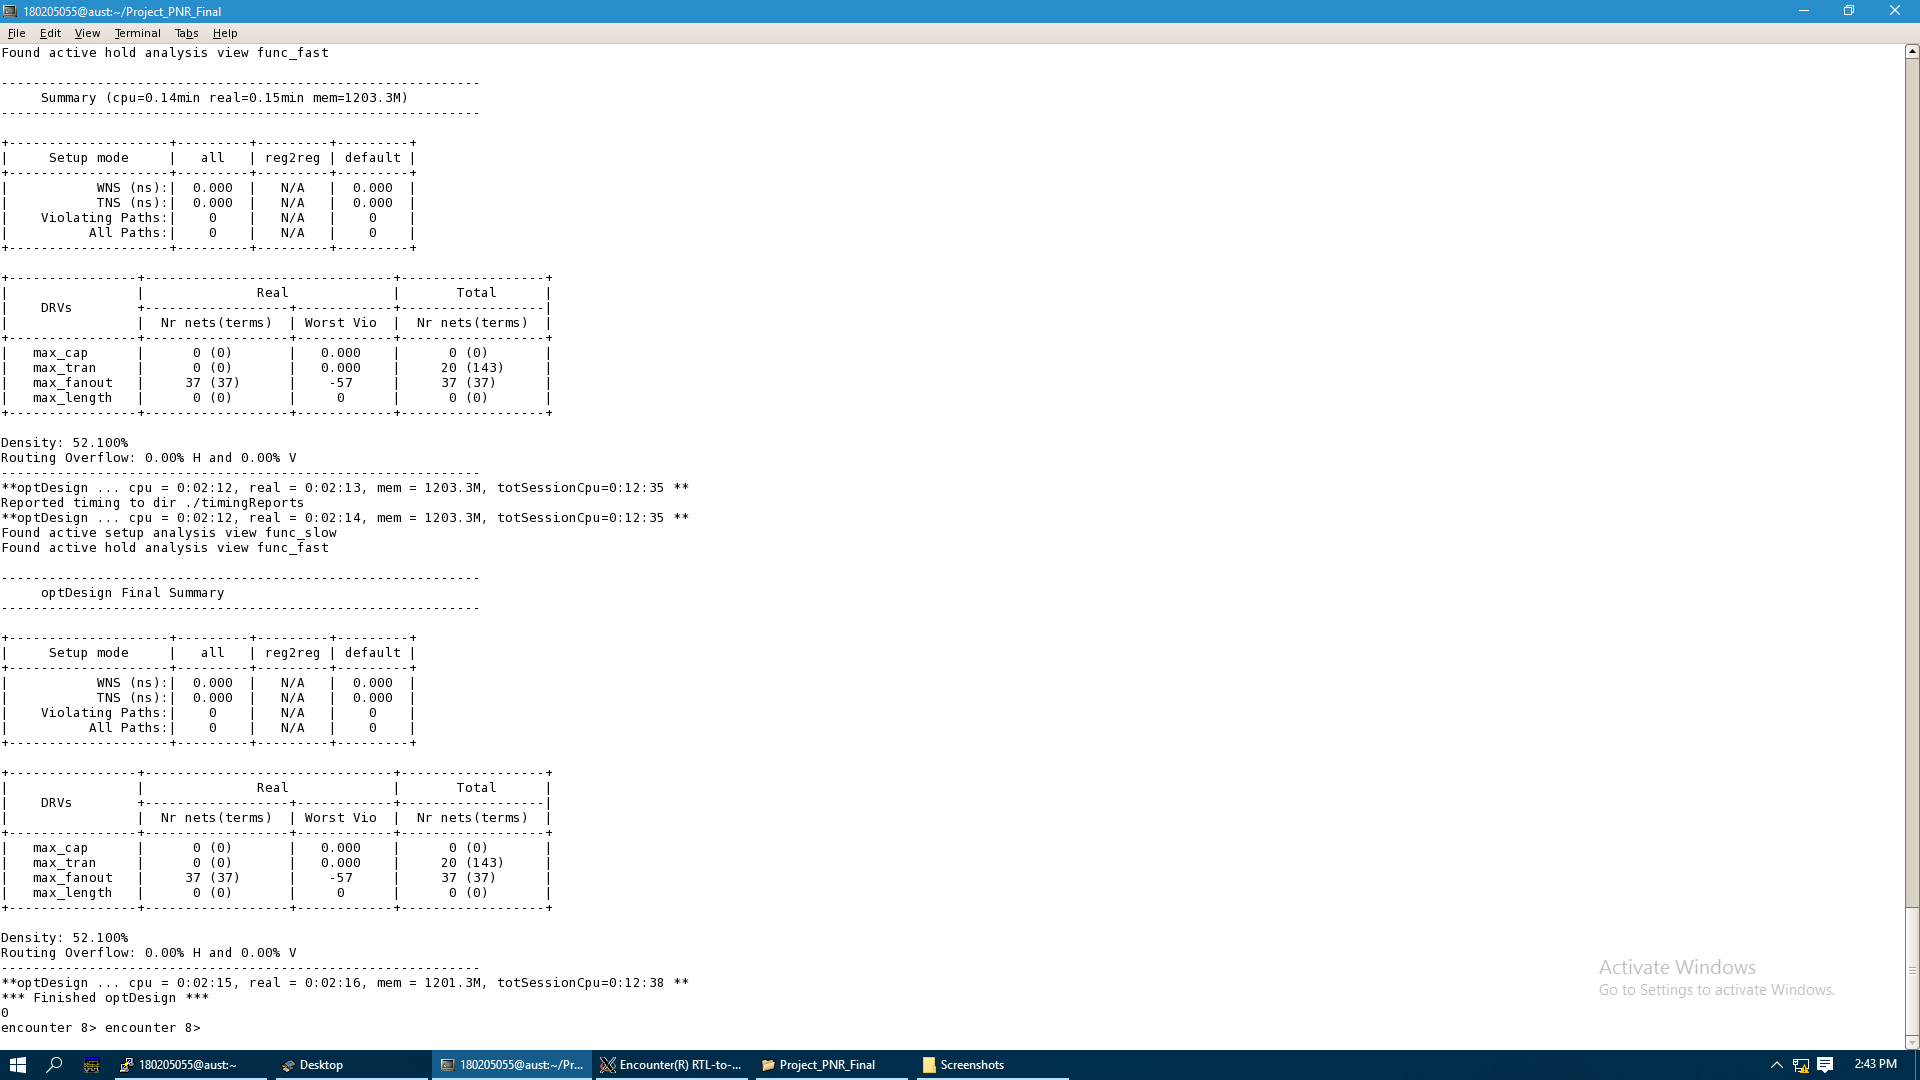 180205055@aust:~/Project_PNR_Final
File Edit View Terminal Tabs Help
Found active hold analysis view func_fast
------------------------------------------------------------
     Summary (cpu=0.14min real=0.15min mem=1203.3M)
------------------------------------------------------------
+--------------------+---------+---------+---------+
|     Setup mode     |   all   | reg2reg | default |
+--------------------+---------+---------+---------+
|           WNS (ns):|  0.000  |   N/A   |  0.000  |
|           TNS (ns):|  0.000  |   N/A   |  0.000  |
|    Violating Paths:|    0    |   N/A   |    0    |
|          All Paths:|    0    |   N/A   |    0    |
+--------------------+---------+---------+---------+
+----------------+-------------------------------+------------------+
|                |              Real             |       Total      |
|    DRVs        +------------------+------------+------------------|
|                |  Nr nets(terms)  | Worst Vio  |  Nr nets(terms)  |
+----------------+------------------+------------+------------------+
|   max_cap      |      0 (0)       |   0.000    |      0 (0)       |
|   max_tran     |      0 (0)       |   0.000    |     20 (143)     |
|   max_fanout   |     37 (37)      |    -57     |     37 (37)      |
|   max_length   |      0 (0)       |     0      |      0 (0)       |
+----------------+------------------+------------+------------------+
Density: 52.100%
Routing Overflow: 0.00% H and 0.00% V
------------------------------------------------------------
**optDesign ... cpu = 0:02:12, real = 0:02:13, mem = 1203.3M, totSessionCpu=0:12:35 **
Reported timing to dir ./timingReports
**optDesign ... cpu = 0:02:12, real = 0:02:14, mem = 1203.3M, totSessionCpu=0:12:35 **
Found active setup analysis view func_slow
Found active hold analysis view func_fast
------------------------------------------------------------
     optDesign Final Summary
------------------------------------------------------------
+--------------------+---------+---------+---------+
|     Setup mode     |   all   | reg2reg | default |
+--------------------+---------+---------+---------+
|           WNS (ns):|  0.000  |   N/A   |  0.000  |
|           TNS (ns):|  0.000  |   N/A   |  0.000  |
|    Violating Paths:|    0    |   N/A   |    0    |
|          All Paths:|    0    |   N/A   |    0    |
+--------------------+---------+---------+---------+
+----------------+-------------------------------+------------------+
|                |              Real             |       Total      |
|    DRVs        +------------------+------------+------------------|
|                |  Nr nets(terms)  | Worst Vio  |  Nr nets(terms)  |
+----------------+------------------+------------+------------------+
|   max_cap      |      0 (0)       |   0.000    |      0 (0)       |
|   max_tran     |      0 (0)       |   0.000    |     20 (143)     |
|   max_fanout   |     37 (37)      |    -57     |     37 (37)      |
|   max_length   |      0 (0)       |     0      |      0 (0)       |
+----------------+------------------+------------+------------------+
Density: 52.100%
Routing Overflow: 0.00% H and 0.00% V
------------------------------------------------------------
**optDesign ... cpu = 0:02:15, real = 0:02:16, mem = 1201.3M, totSessionCpu=0:12:38 **
*** Finished optDesign ***
0
encounter 8> encounter 8>
Activate Windows
Go to Settings to activate Windows.
180205055@aust:~ Desktop 180205055@aust:~/Pr... Encounter(R) RTL-to-... Project_PNR_Final Screenshots 2:43 PM